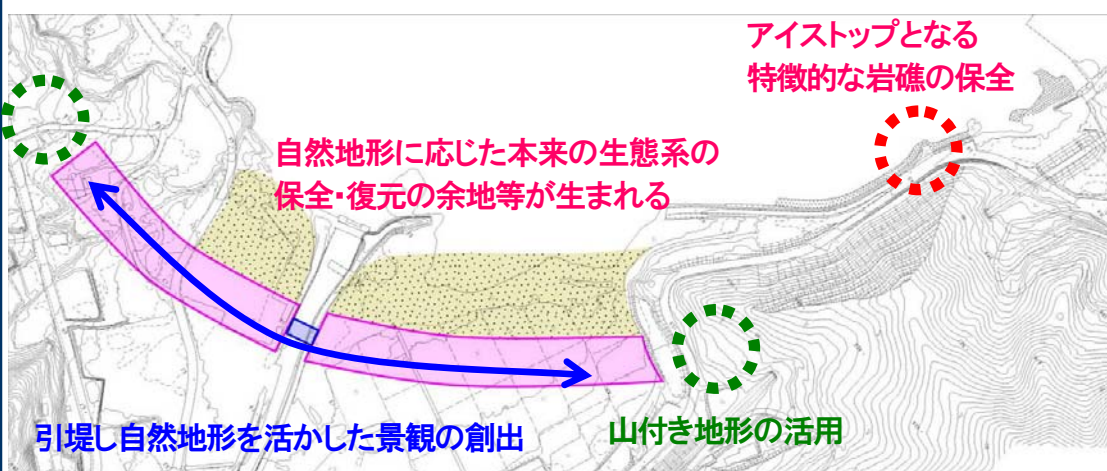 アイストップとなる
特徴的な岩礁の保全
自然地形に応じた本来の生態系の
保全・復元の余地等が生まれる
引堤し自然地形を活かした景観の創出
山付き地形の活用